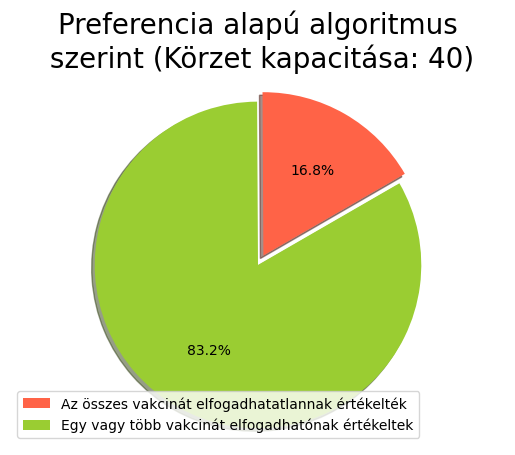 Preferencia alapú algoritmus
szerint (Körzet kapacitása: 40)
16.8%
83.2%
Az összes vakcinát elfogadhatatlannak értékelték
Egy vagy több vakcinát elfogadhatónak értékeltek